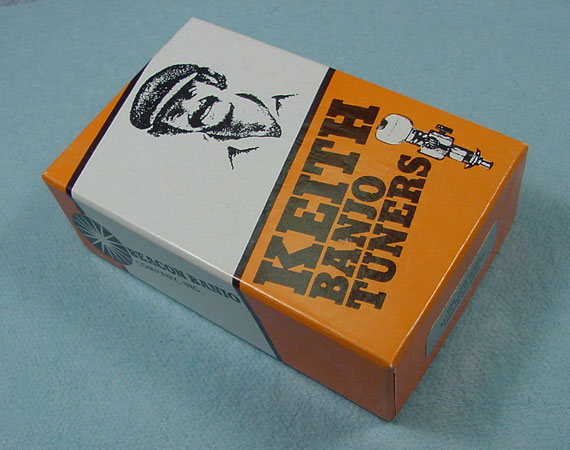 KEITH
BANJO
TUNERS
BEACON BANJO
COMPANY, INC.